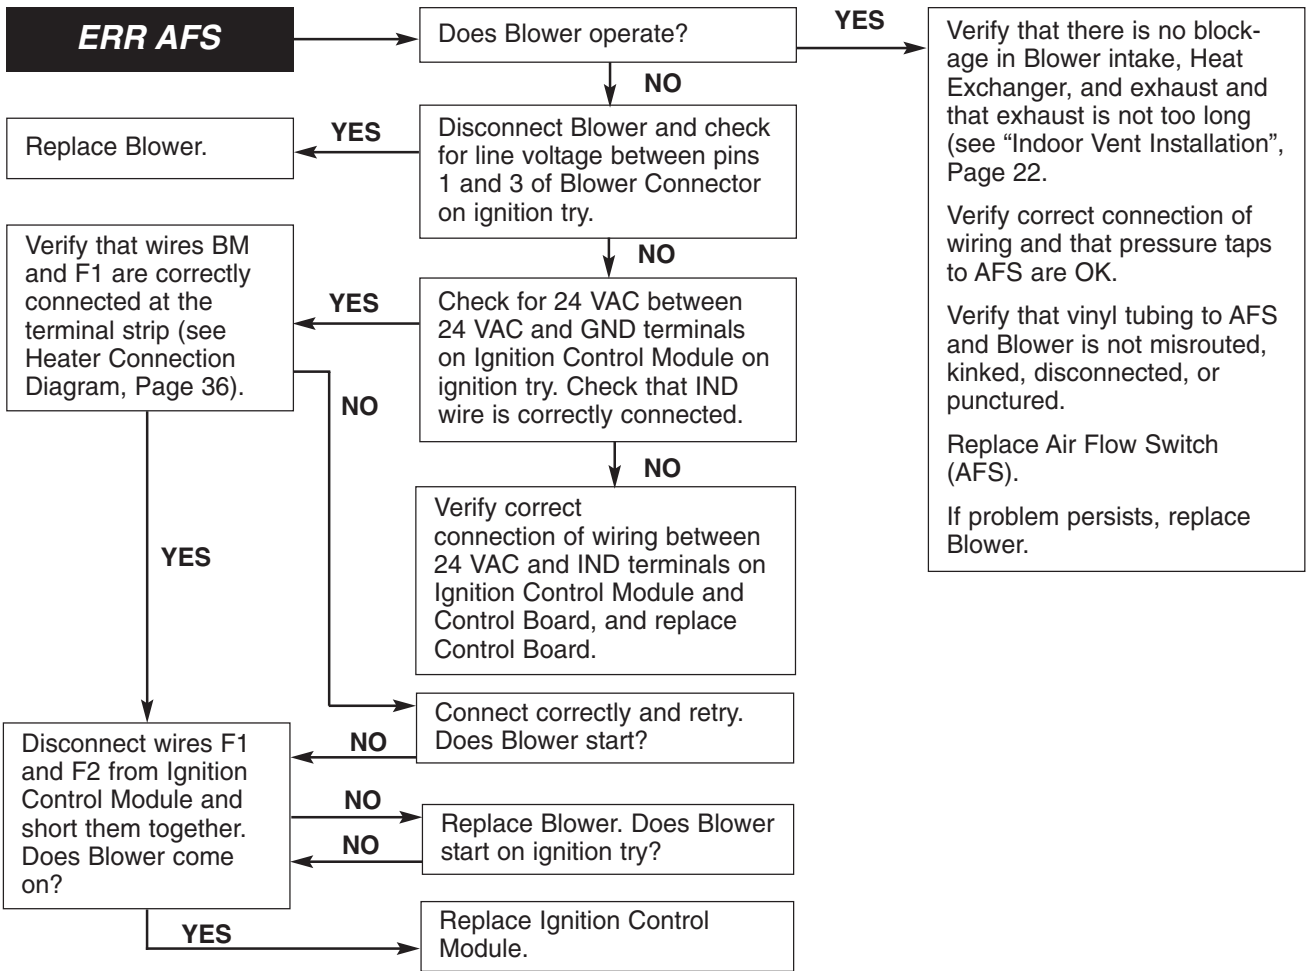 ERR AFS
Does Blower operate?
YES
Verify that there is no block-
age in Blower intake, Heat
Exchanger, and exhaust and
that exhaust is not too long
(see “Indoor Vent Installation”,
Page 22.
Verify correct connection of
wiring and that pressure taps
to AFS are OK.
Verify that vinyl tubing to AFS
and Blower is not misrouted,
kinked, disconnected, or
punctured.
Replace Air Flow Switch
(AFS).
If problem persists, replace
Blower.
NO
Disconnect Blower and check
for line voltage between pins
1 and 3 of Blower Connector
on ignition try.
YES
Replace Blower.
NO
Check for 24 VAC between
24 VAC and GND terminals
on Ignition Control Module on
ignition try. Check that IND
wire is correctly connected.
YES
Verify that wires BM
and F1 are correctly
connected at the
terminal strip (see
Heater Connection
Diagram, Page 36).
NO
NO
Verify correct
connection of wiring between
24 VAC and IND terminals on
Ignition Control Module and
Control Board, and replace
Control Board.
YES
Connect correctly and retry.
Does Blower start?
NO
Disconnect wires F1
and F2 from Ignition
Control Module and
short them together.
Does Blower come
on?
NO
Replace Blower. Does Blower
start on ignition try?
NO
YES
Replace Ignition Control
Module.